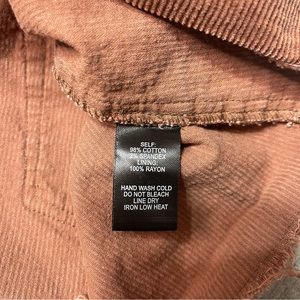 SELF:
98% COTTON
2% SPANDEX
LINING:
100% RAYON
HAND WASH COLD
DO NOT BLEACH
LINE DRY
IRON LOW HEAT